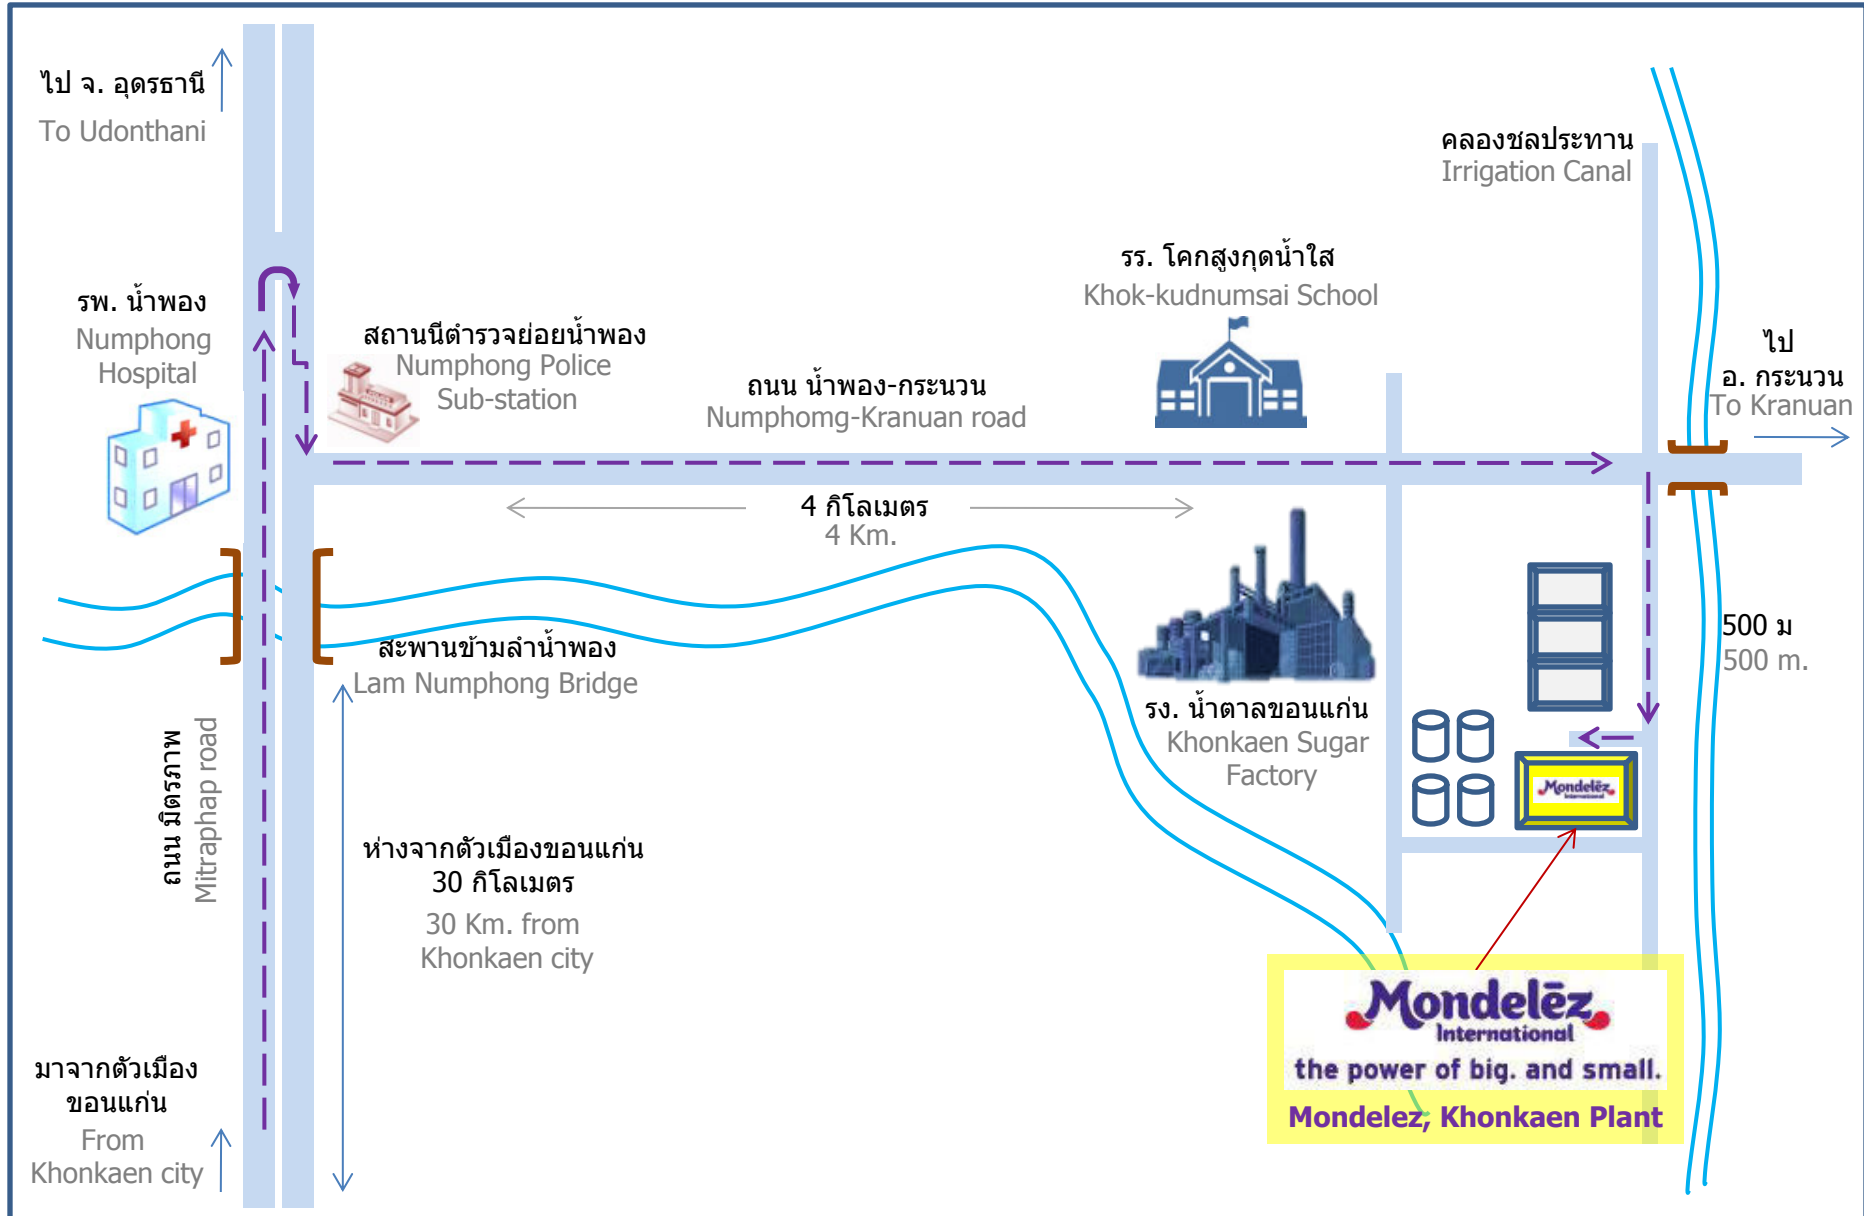 ไป จ. อุดรธานี
To Udonthani
คลองชลประทาน
Irrigation Canal
รร. โคกสูงกุดน้ำใส
Khok-kudnumsai School
รพ. น้ำพอง
Numphong
Hospital
สถานนีตำรวจย่อยน้ำพอง
Numphong Police
Sub-station
ถนน น้ำพอง-กระนวน
Numphomg-Kranuan road
ไป
อ. กระนวน
To Kranuan
4 กิโลเมตร
4 Km.
สะพานข้ามลำน้ำพอง
Lam Numphong Bridge
500 ม
500 m.
รง. น้ำตาลขอนแก่น
Khonkaen Sugar
Factory
ถนน มิตรภาพ
Mitraphap road
Mondelēz
International
ห่างจากตัวเมืองขอนแก่น
30 กิโลเมตร
30 Km. from
Khonkaen city
Mondelēz
International
the power of big. and small.
Mondelez, Khonkaen Plant
มาจากตัวเมือง
ขอนแก่น
From
Khonkaen city